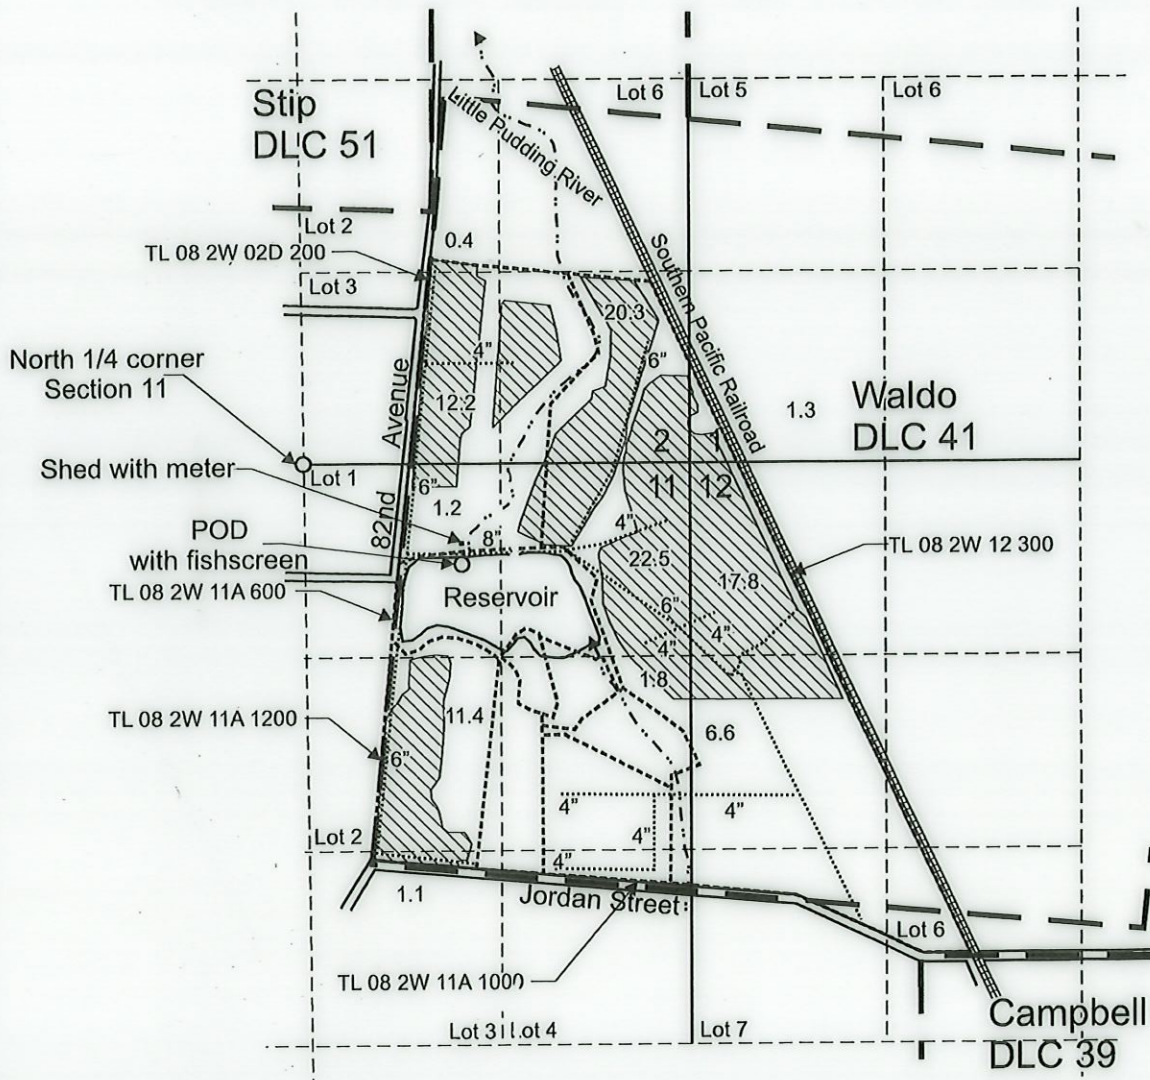 Lot 6
Lot 5
Lot 6
Stip
DLC 51
Little Pudding River
Lot 2
TL 08 2W 02D 200
0.4
Lot 3
Southern Pacific Railroad
20.3
North 1/4 corner
Section 11
4"
6"
12.2
82nd Avenue
1.3
Waldo
DLC 41
2
1
Shed with meter
Lot 1
6"
11
12
1.2
POD
with fishscreen
8"
4"
TL 08 2W 12 300
22.5
17.8
TL 08 2W 11A 600
Reservoir
6"
4"
4"
1.8
TL 08 2W 11A 1200
11.4
6.6
6"
4"
4"
4"
Lot 2
4"
1.1
Jordan Street
Lot 6
TL 08 2W 11A 1000
Lot 3
Lot 4
Lot 7
Campbell
DLC 39